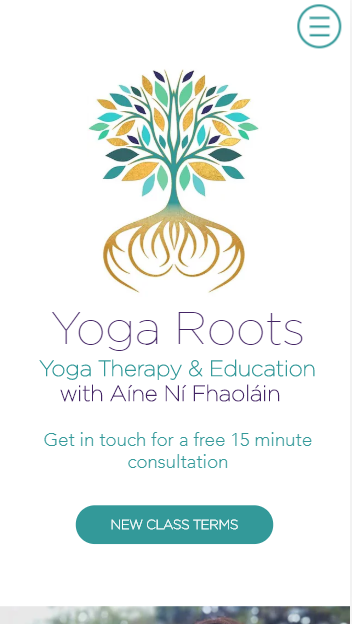 Yoga Roots
Yoga Therapy & Education
with Aíne Ní Fhaoláin
Get in touch for a free 15 minute
consultation
NEW CLASS TERMS